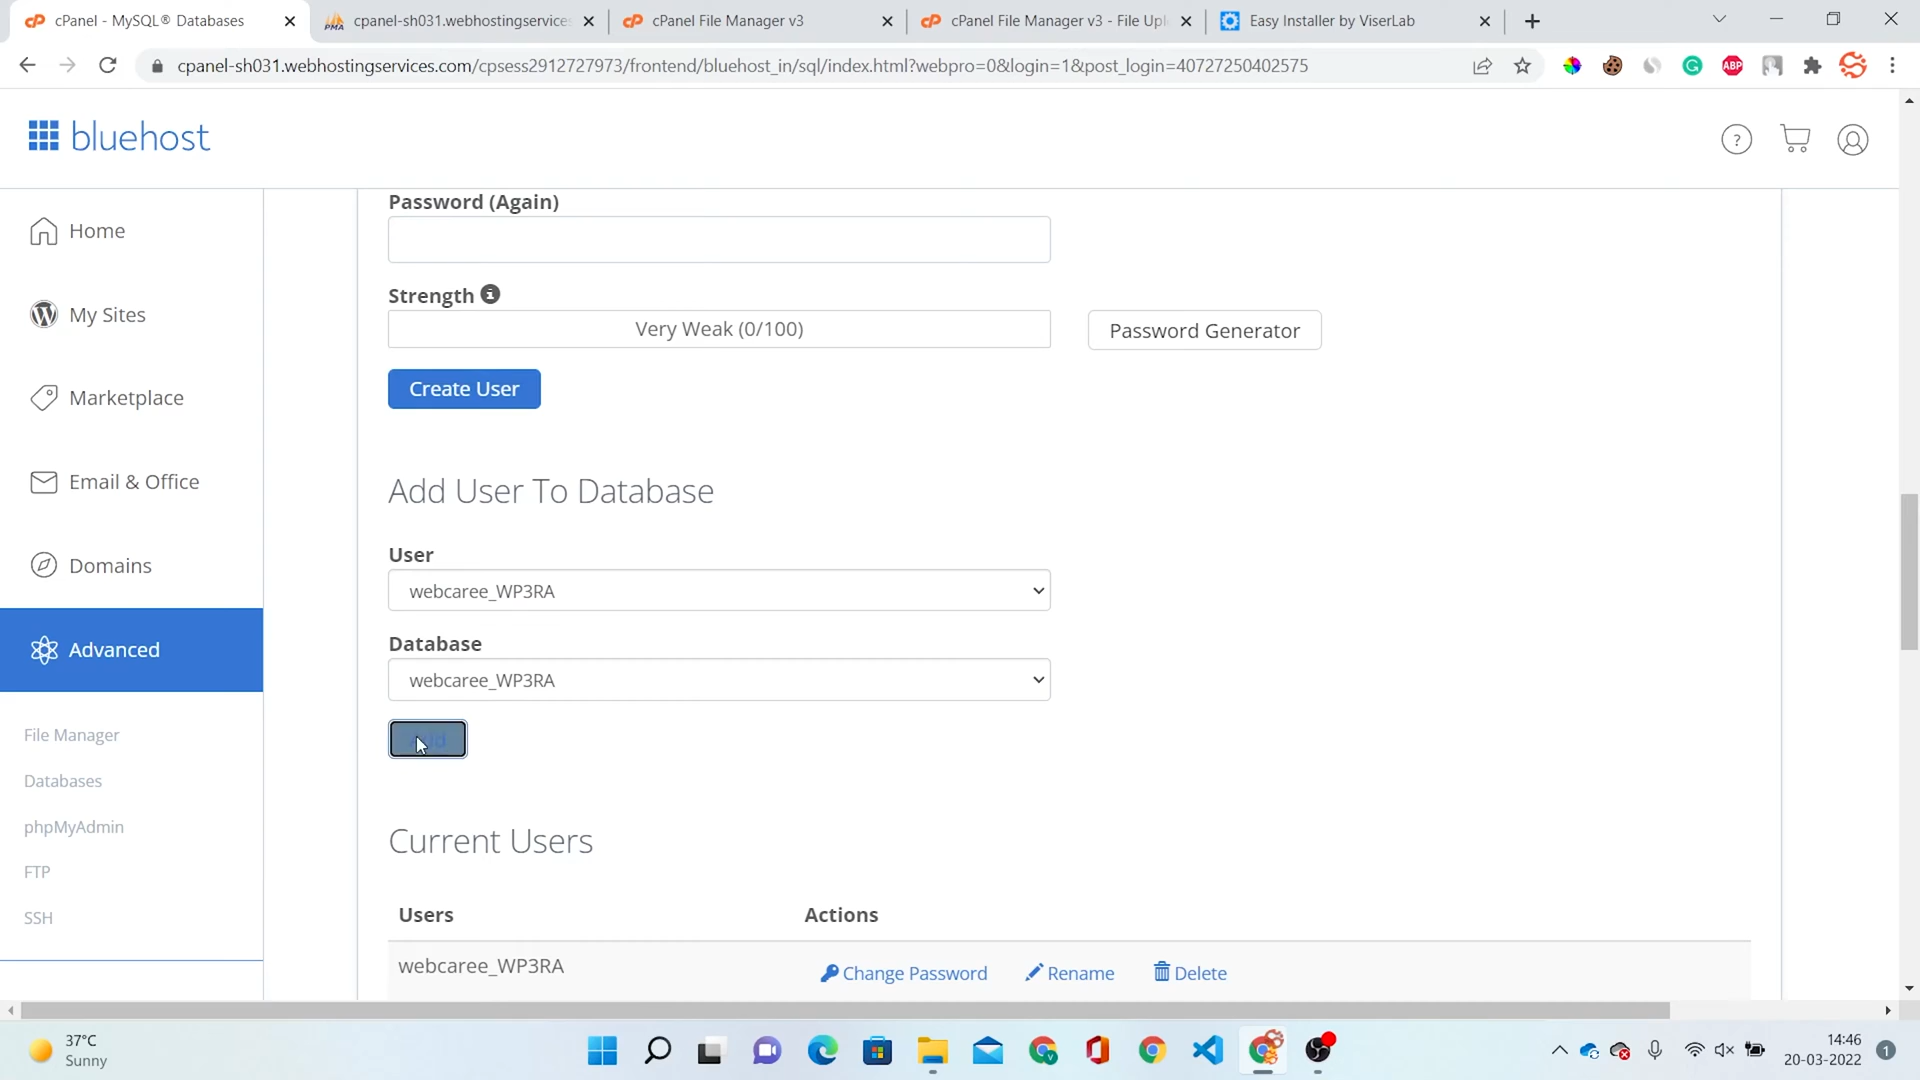 cPanel - MySQL® Databases
cpanel-sh031.webhostingservices
cPanel File Manager v3
cPanel File Manager v3 - File Upl
Easy Installer by ViserLab
cpanel-sh031.webhostingservices.com/cpsess2912727973/frontend/bluehost_in/sql/index.html?webpro=0&login=1&post_login=40727250402575
bluehost
Home
My Sites
Marketplace
Email & Office
Domains
Advanced
File Manager
Databases
phpMyAdmin
FTP
SSH
Password (Again)
Strength
Very Weak (0/100)
Password Generator
Create User
Add User To Database
User
webcaree_WP3RA
Database
webcaree_WP3RA
Current Users
Users Actions
webcaree_WP3RA Change Password Rename Delete
37°C
Sunny
14:46
20-03-2022
1